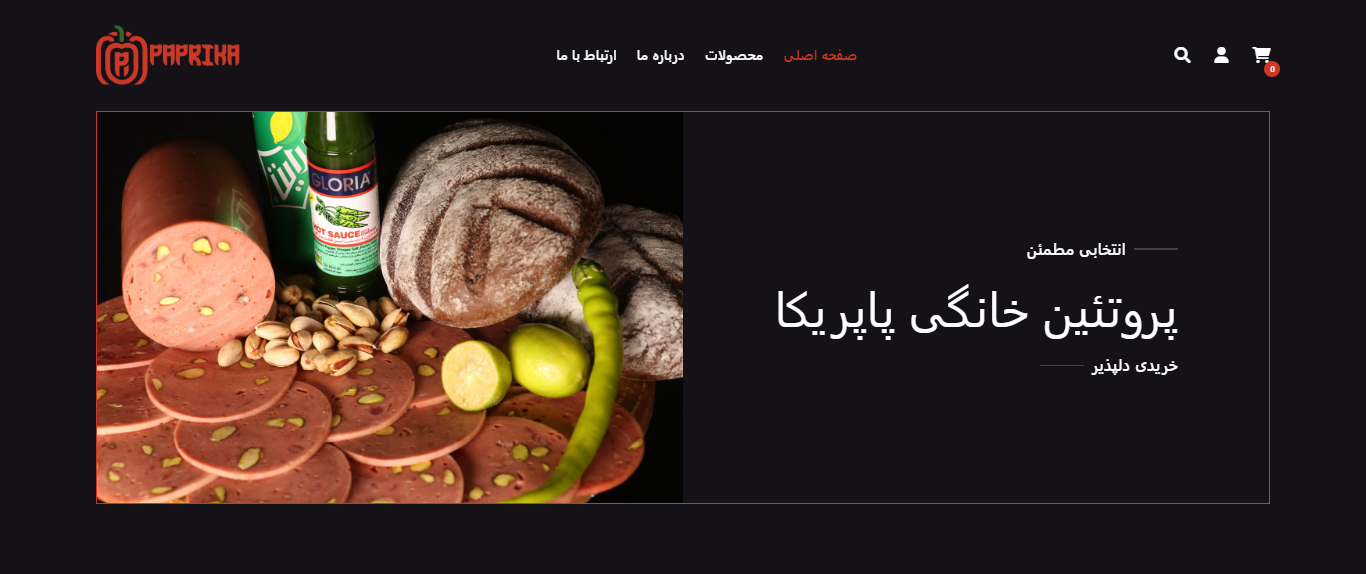 PAPRIKA
صفحه اصلی
محصولات
درباره ما
ارتباط با ما
0
GLORIA
HOT SAUCE
انتخابی مطمئن
پروتئین خانگی پاپریکا
خریدی دلپذیر